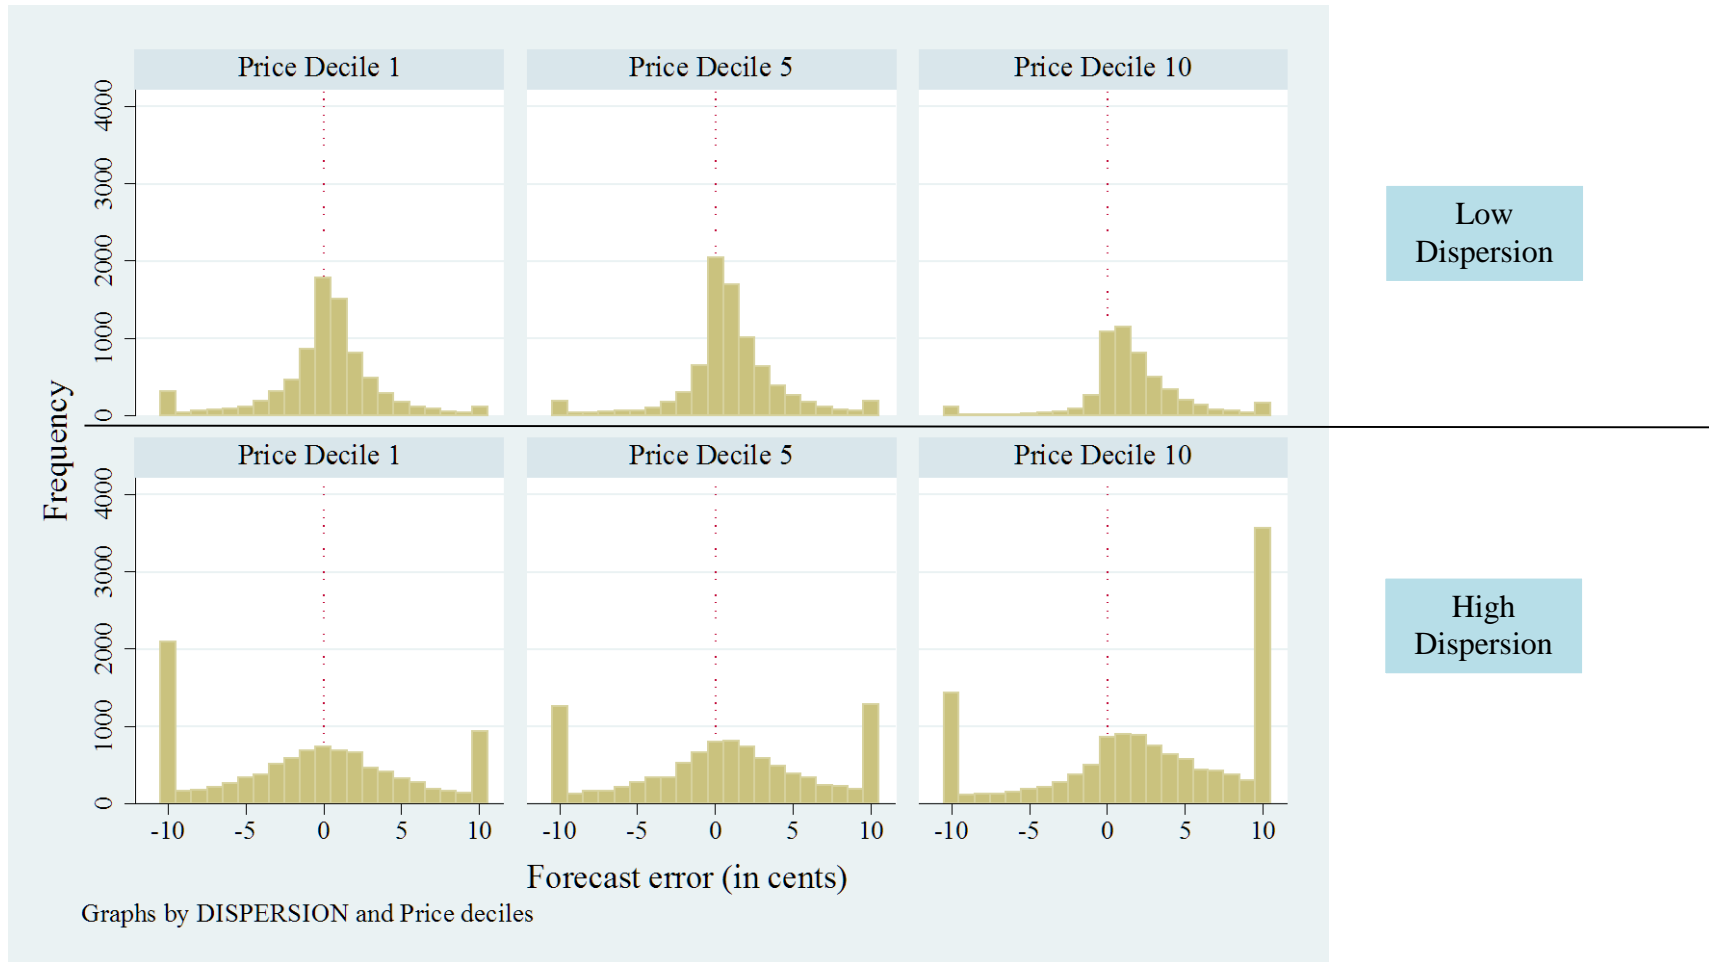 Price Decile 1
Price Decile 5
Price Decile 10
4000
3000
2000
1000
0
Low
Dispersion
Frequency
Price Decile 1
Price Decile 5
Price Decile 10
4000
3000
2000
1000
0
High
Dispersion
-10 -5 0 5 10
-10 -5 0 5 10
-10 -5 0 5 10
Forecast error (in cents)
Graphs by DISPERSION and Price deciles